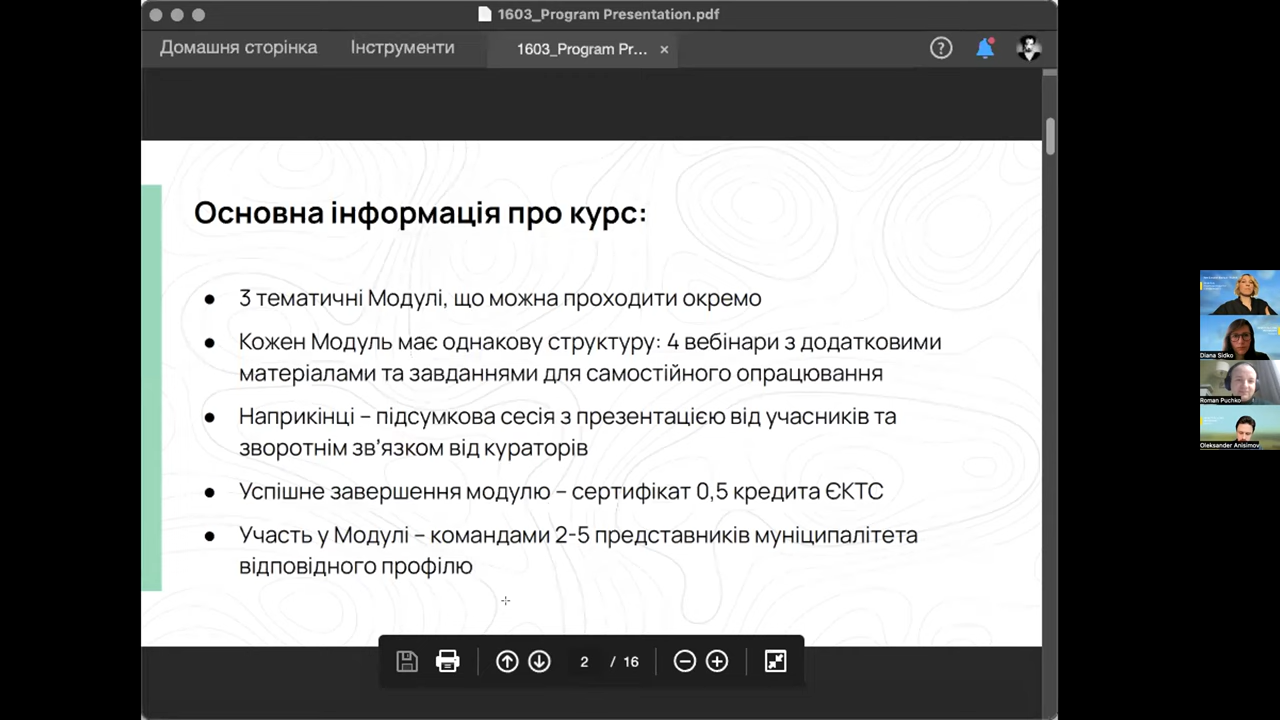 1603_Program Presentation.pdf
Домашня сторінка
Інструменти
1603_Program Pr...
Основна інформація про курс:
● 3 тематичні Модулі, що можна проходити окремо
● Кожен Модуль має однакову структуру: 4 вебінари з додатковими
матеріалами та завданнями для самостійного опрацювання
● Наприкінці – підсумкова сесія з презентацією від учасників та
зворотнім зв’язком від кураторів
● Успішне завершення модулю – сертифікат 0,5 кредита ЄКТС
● Участь у Модулі – командами 2-5 представників муніципалітета
відповідного профілю
2 / 16
Diana Sidko
Roman Puchko
Oleksander Anisimov